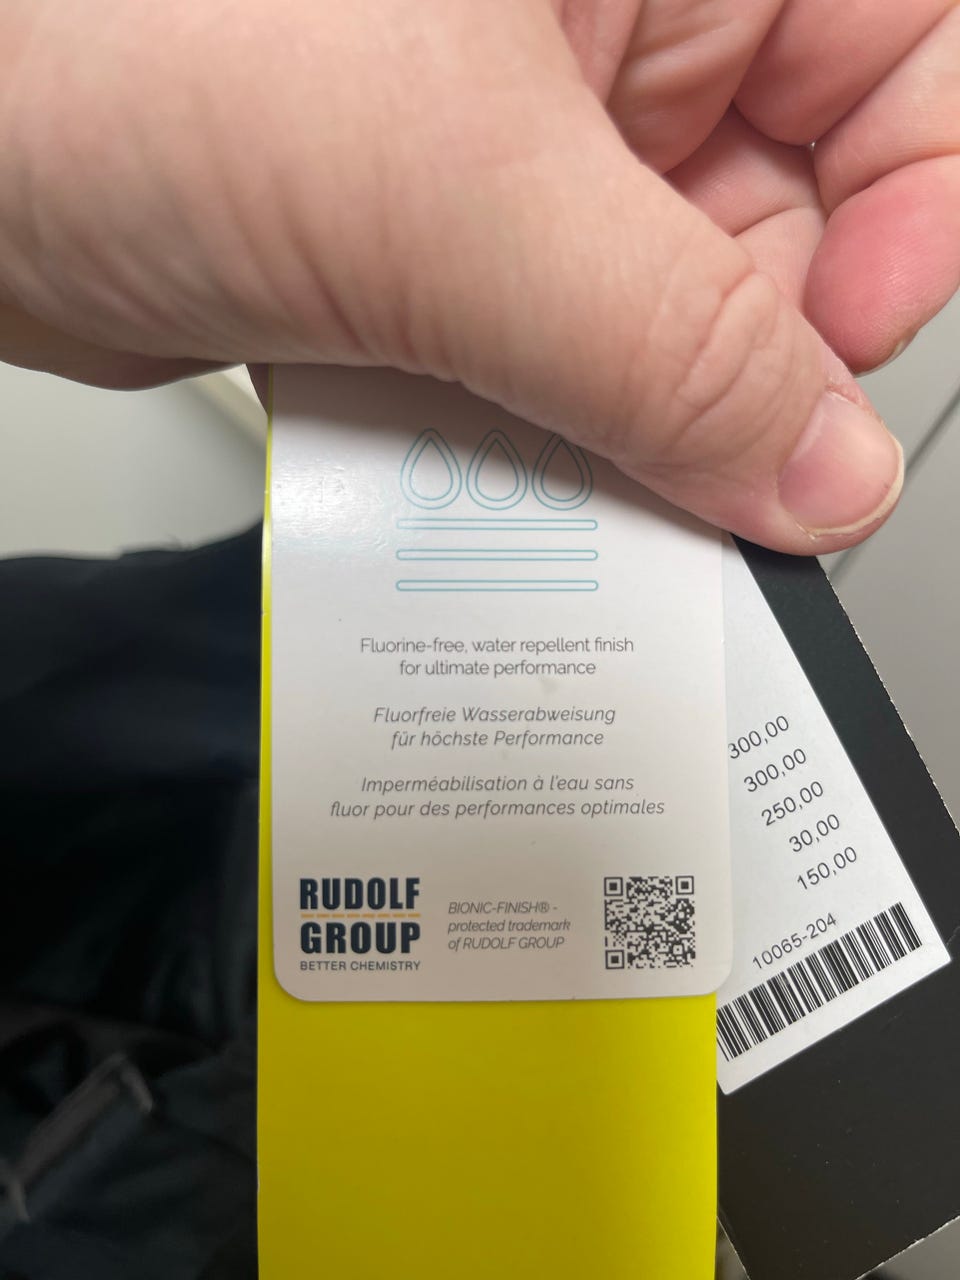 Fluorine-free, water repellent finish
for ultimate performance
Fluorfreie Wasserabweisung
für höchste Performance
Imperméabilisation à l'eau sans
fluor pour des performances optimales
RUDOLF
GROUP
BETTER CHEMISTRY
BIONIC-FINISH® -
protected trademark
of RUDOLF GROUP
300,00
300,00
250,00
30,00
150,00
10065-204